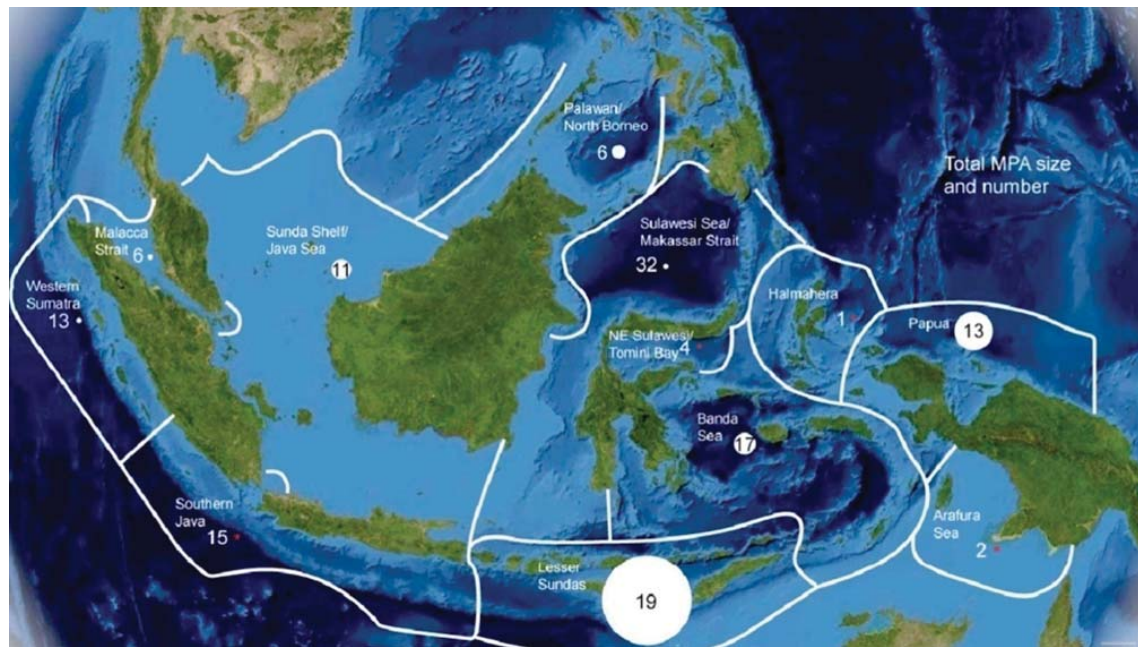 Palawan/
North Borneo
6
Total MPA size
and number
Malacca
Strait 6
Sunda Shelf/
Java Sea
11
Sulawesi Sea/
Makassar Strait
32
Western
Sumatra
13
Halmahera
1
Papua
13
NE Sulawesi/
Tomini Bay 4
Banda
Sea
17
Southern
Java
15
Arafura
Sea
2
Lesser
Sundas
19